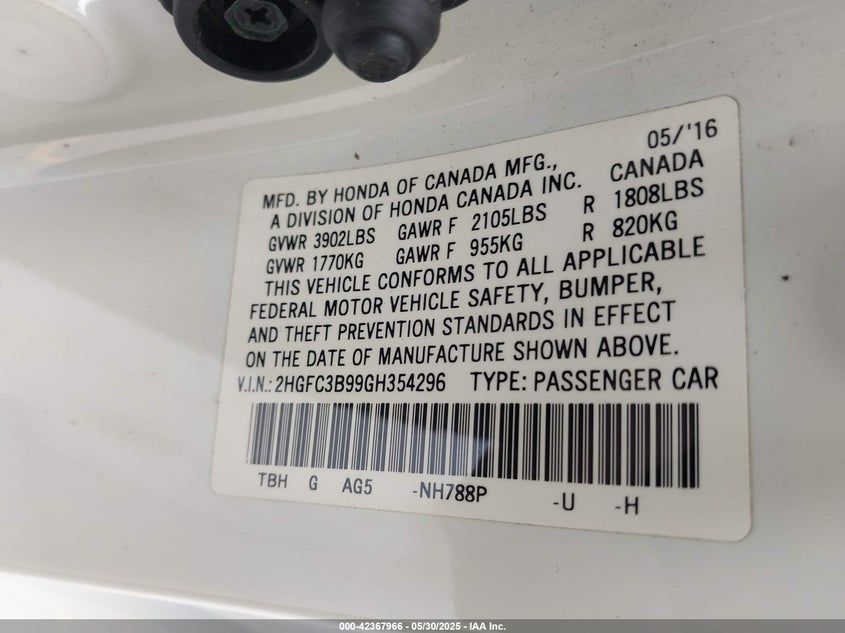 05/'16
MFD. BY HONDA OF CANADA MFG., CANADA
A DIVISION OF HONDA CANADA INC.
GVWR 3902LBS GAWR F 2105LBS R 1808LBS
GVWR 1770KG GAWR F 955KG R 820KG
THIS VEHICLE CONFORMS TO ALL APPLICABLE
FEDERAL MOTOR VEHICLE SAFETY, BUMPER,
AND THEFT PREVENTION STANDARDS IN EFFECT
ON THE DATE OF MANUFACTURE SHOWN ABOVE.
V.I.N.: 2HGFC3B99GH354296 TYPE: PASSENGER CAR
TBH G AG5 -NH788P -U -H
000-42367966 - 05/30/2025 - IAA Inc.